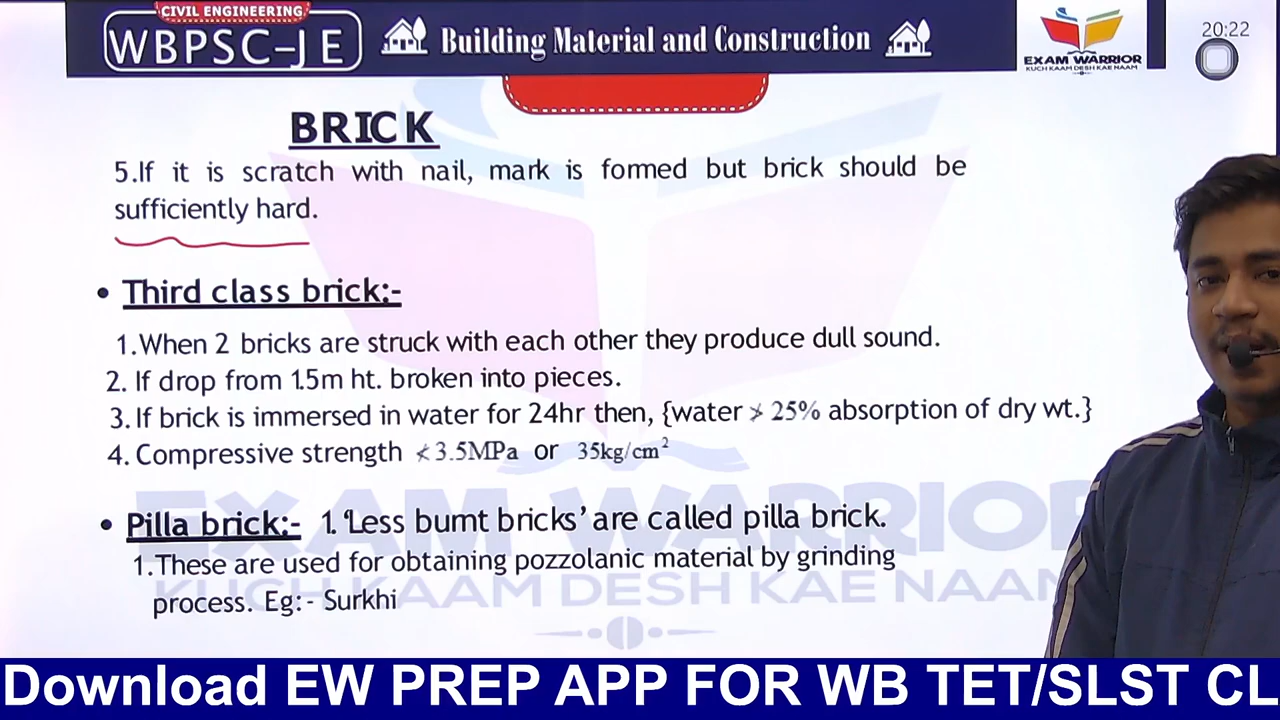 CIVIL ENGINEERING
WBPSC-JE
Building Material and Construction
EXAM WARRIOR
KUCH KAAM DESH KAE NAAM
20:22
BRICK
5.If it is scratch with nail, mark is formed but brick should be
sufficiently hard.
• Third class brick:-
1.When 2 bricks are struck with each other they produce dull sound.
2. If drop from 1.5m ht. broken into pieces.
3. If brick is immersed in water for 24hr then, {water ≯ 25% absorption of dry wt.}
4. Compressive strength ≮3.5MPa or 35kg/cm²
• Pilla brick:- 1. ‘Less bumt bricks’ are called pilla brick.
1.These are used for obtaining pozzolanic material by grinding
process. Eg:- Surkhi
EXAM WARRIOR
KUCH KAAM DESH KAE NAAM
Download EW PREP APP FOR WB TET/SLST CL